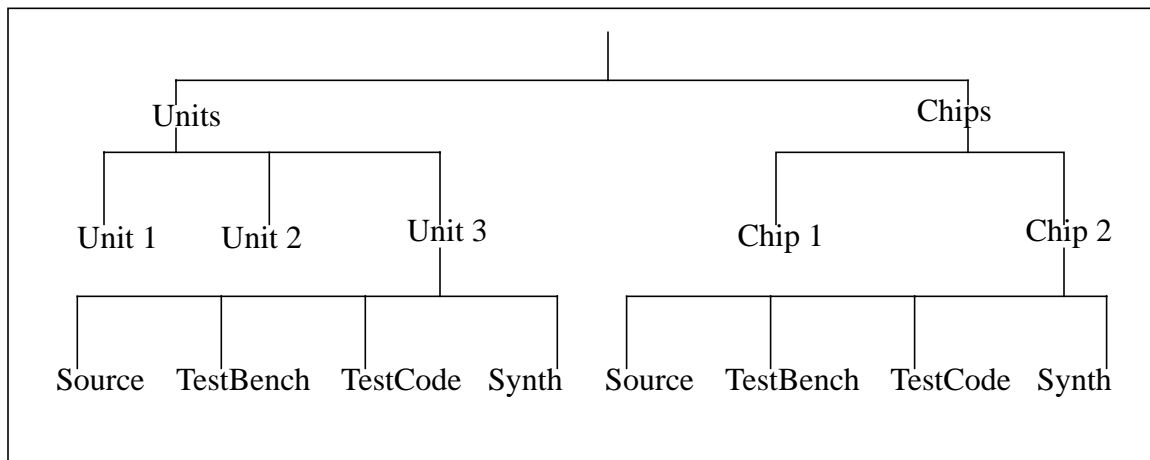 Units Chips
Unit 1 Unit 2 Unit 3 Chip 1 Chip 2
Source TestBench TestCode Synth Source TestBench TestCode Synth